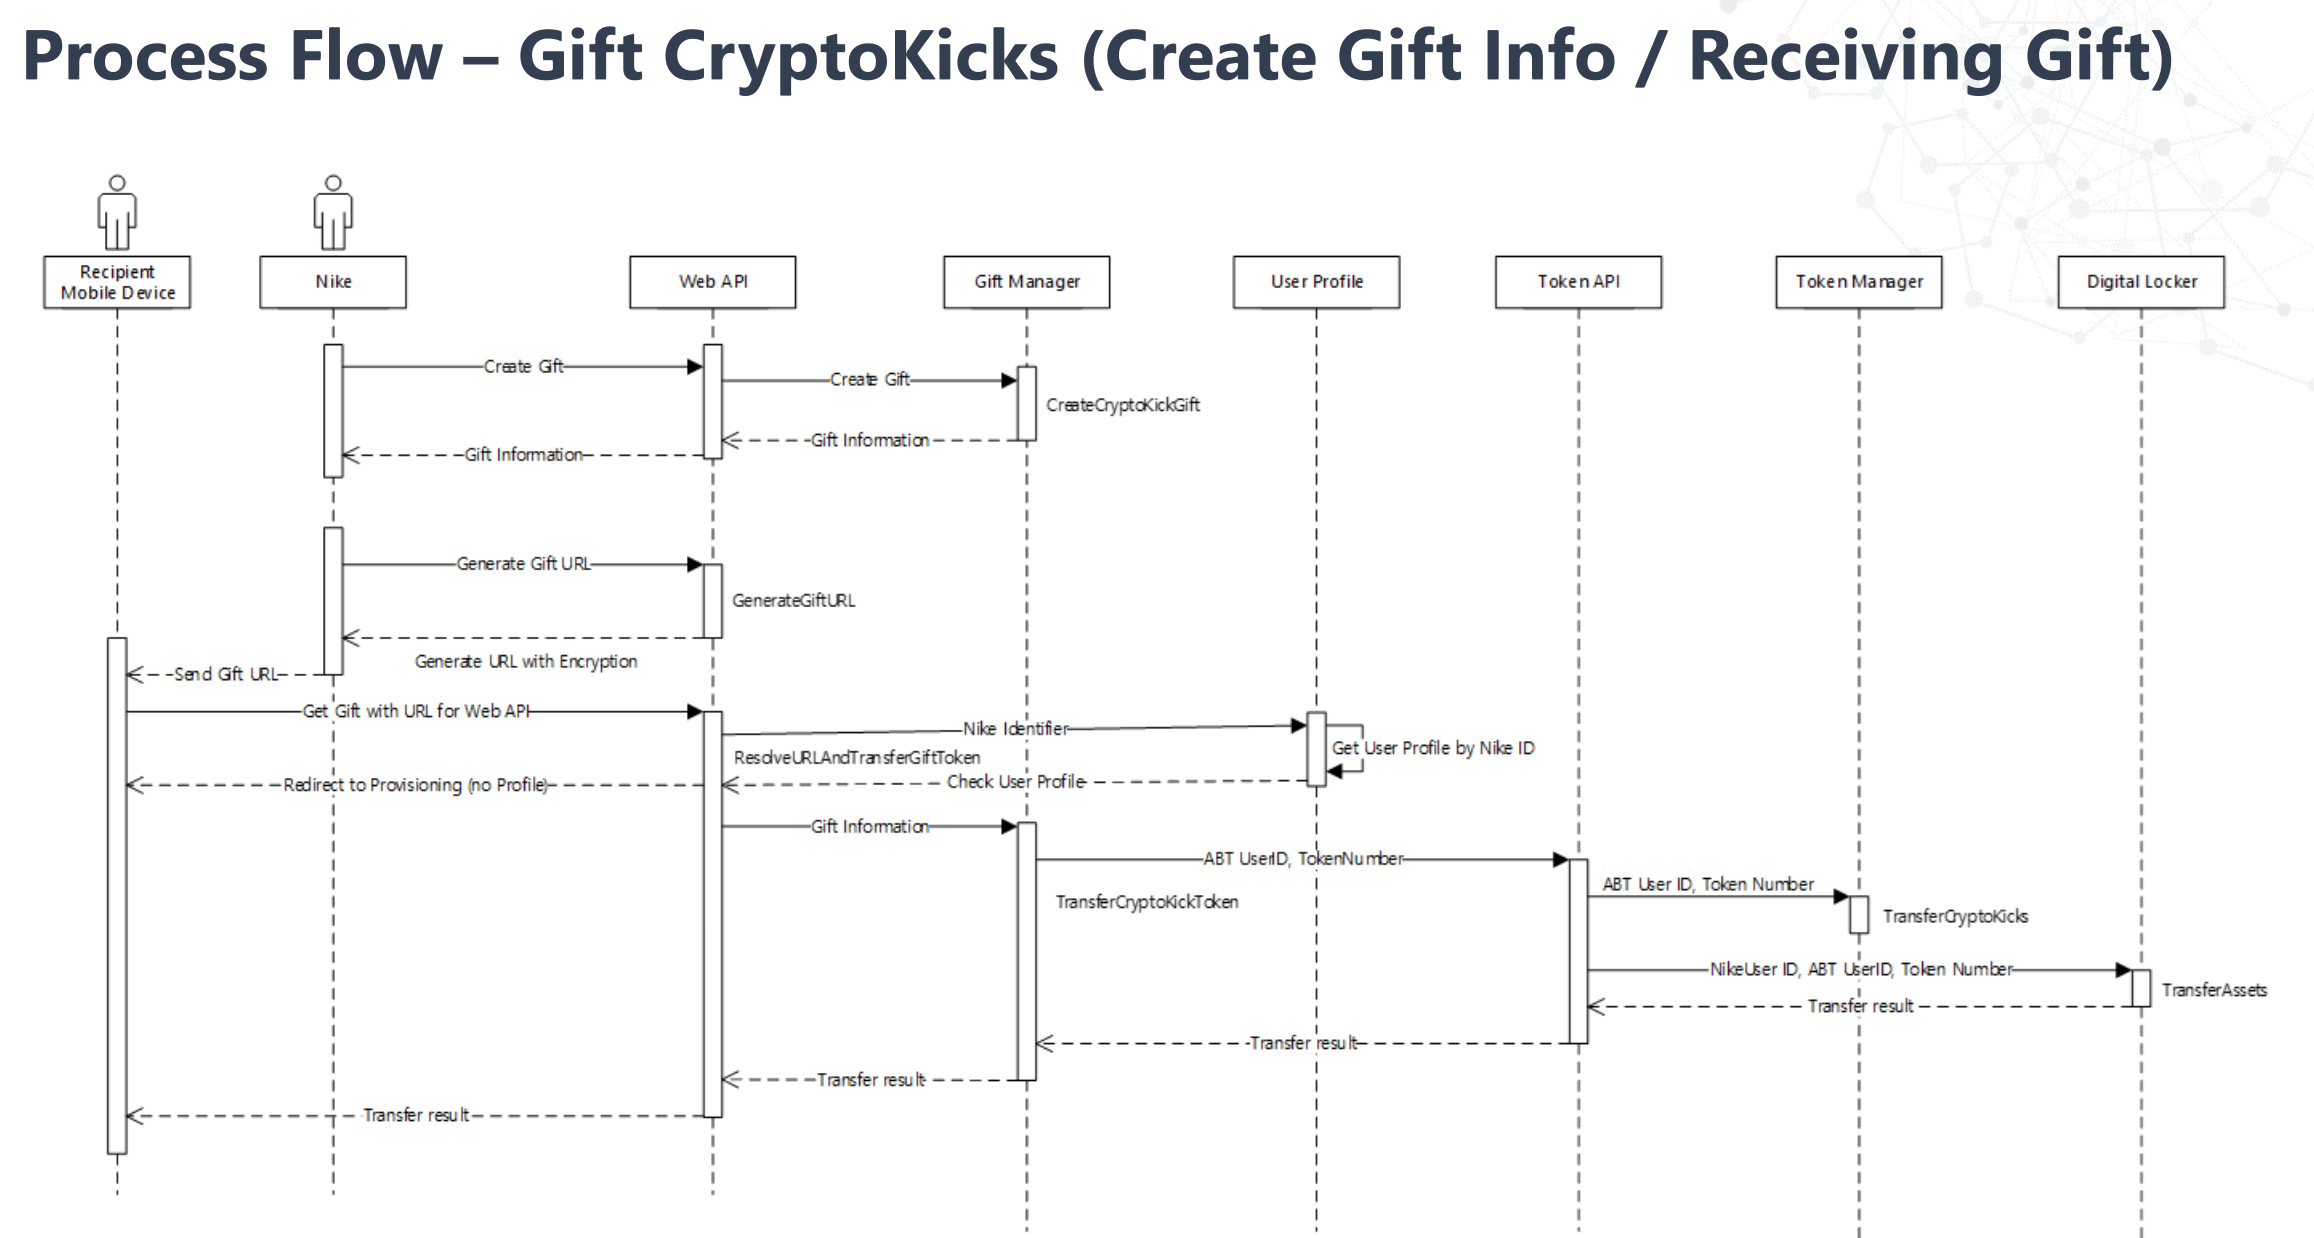 Process Flow – Gift CryptoKicks (Create Gift Info / Receiving Gift)
Recipient
Mobile Device
Nike
Web API
Gift Manager
User Profile
Token API
Token Manager
Digital Locker
Create Gift
Create Gift
CreateCryptoKickGift
Gift Information
Gift Information
Generate Gift URL
GenerateGiftURL
Generate URL with Encryption
Send Gift URL
Get Gift with URL for Web API
Nike Identifier
Get User Profile by Nike ID
ResolveURLAndTransferGiftToken
Check User Profile
Redirect to Provisioning (no Profile)
Gift Information
ABT UserID, TokenNumber
ABT User ID, Token Number
TransferCryptoKickToken
TransferCryptoKicks
NikeUser ID, ABT UserID, Token Number
TransferAssets
Transfer result
Transfer result
Transfer result
Transfer result